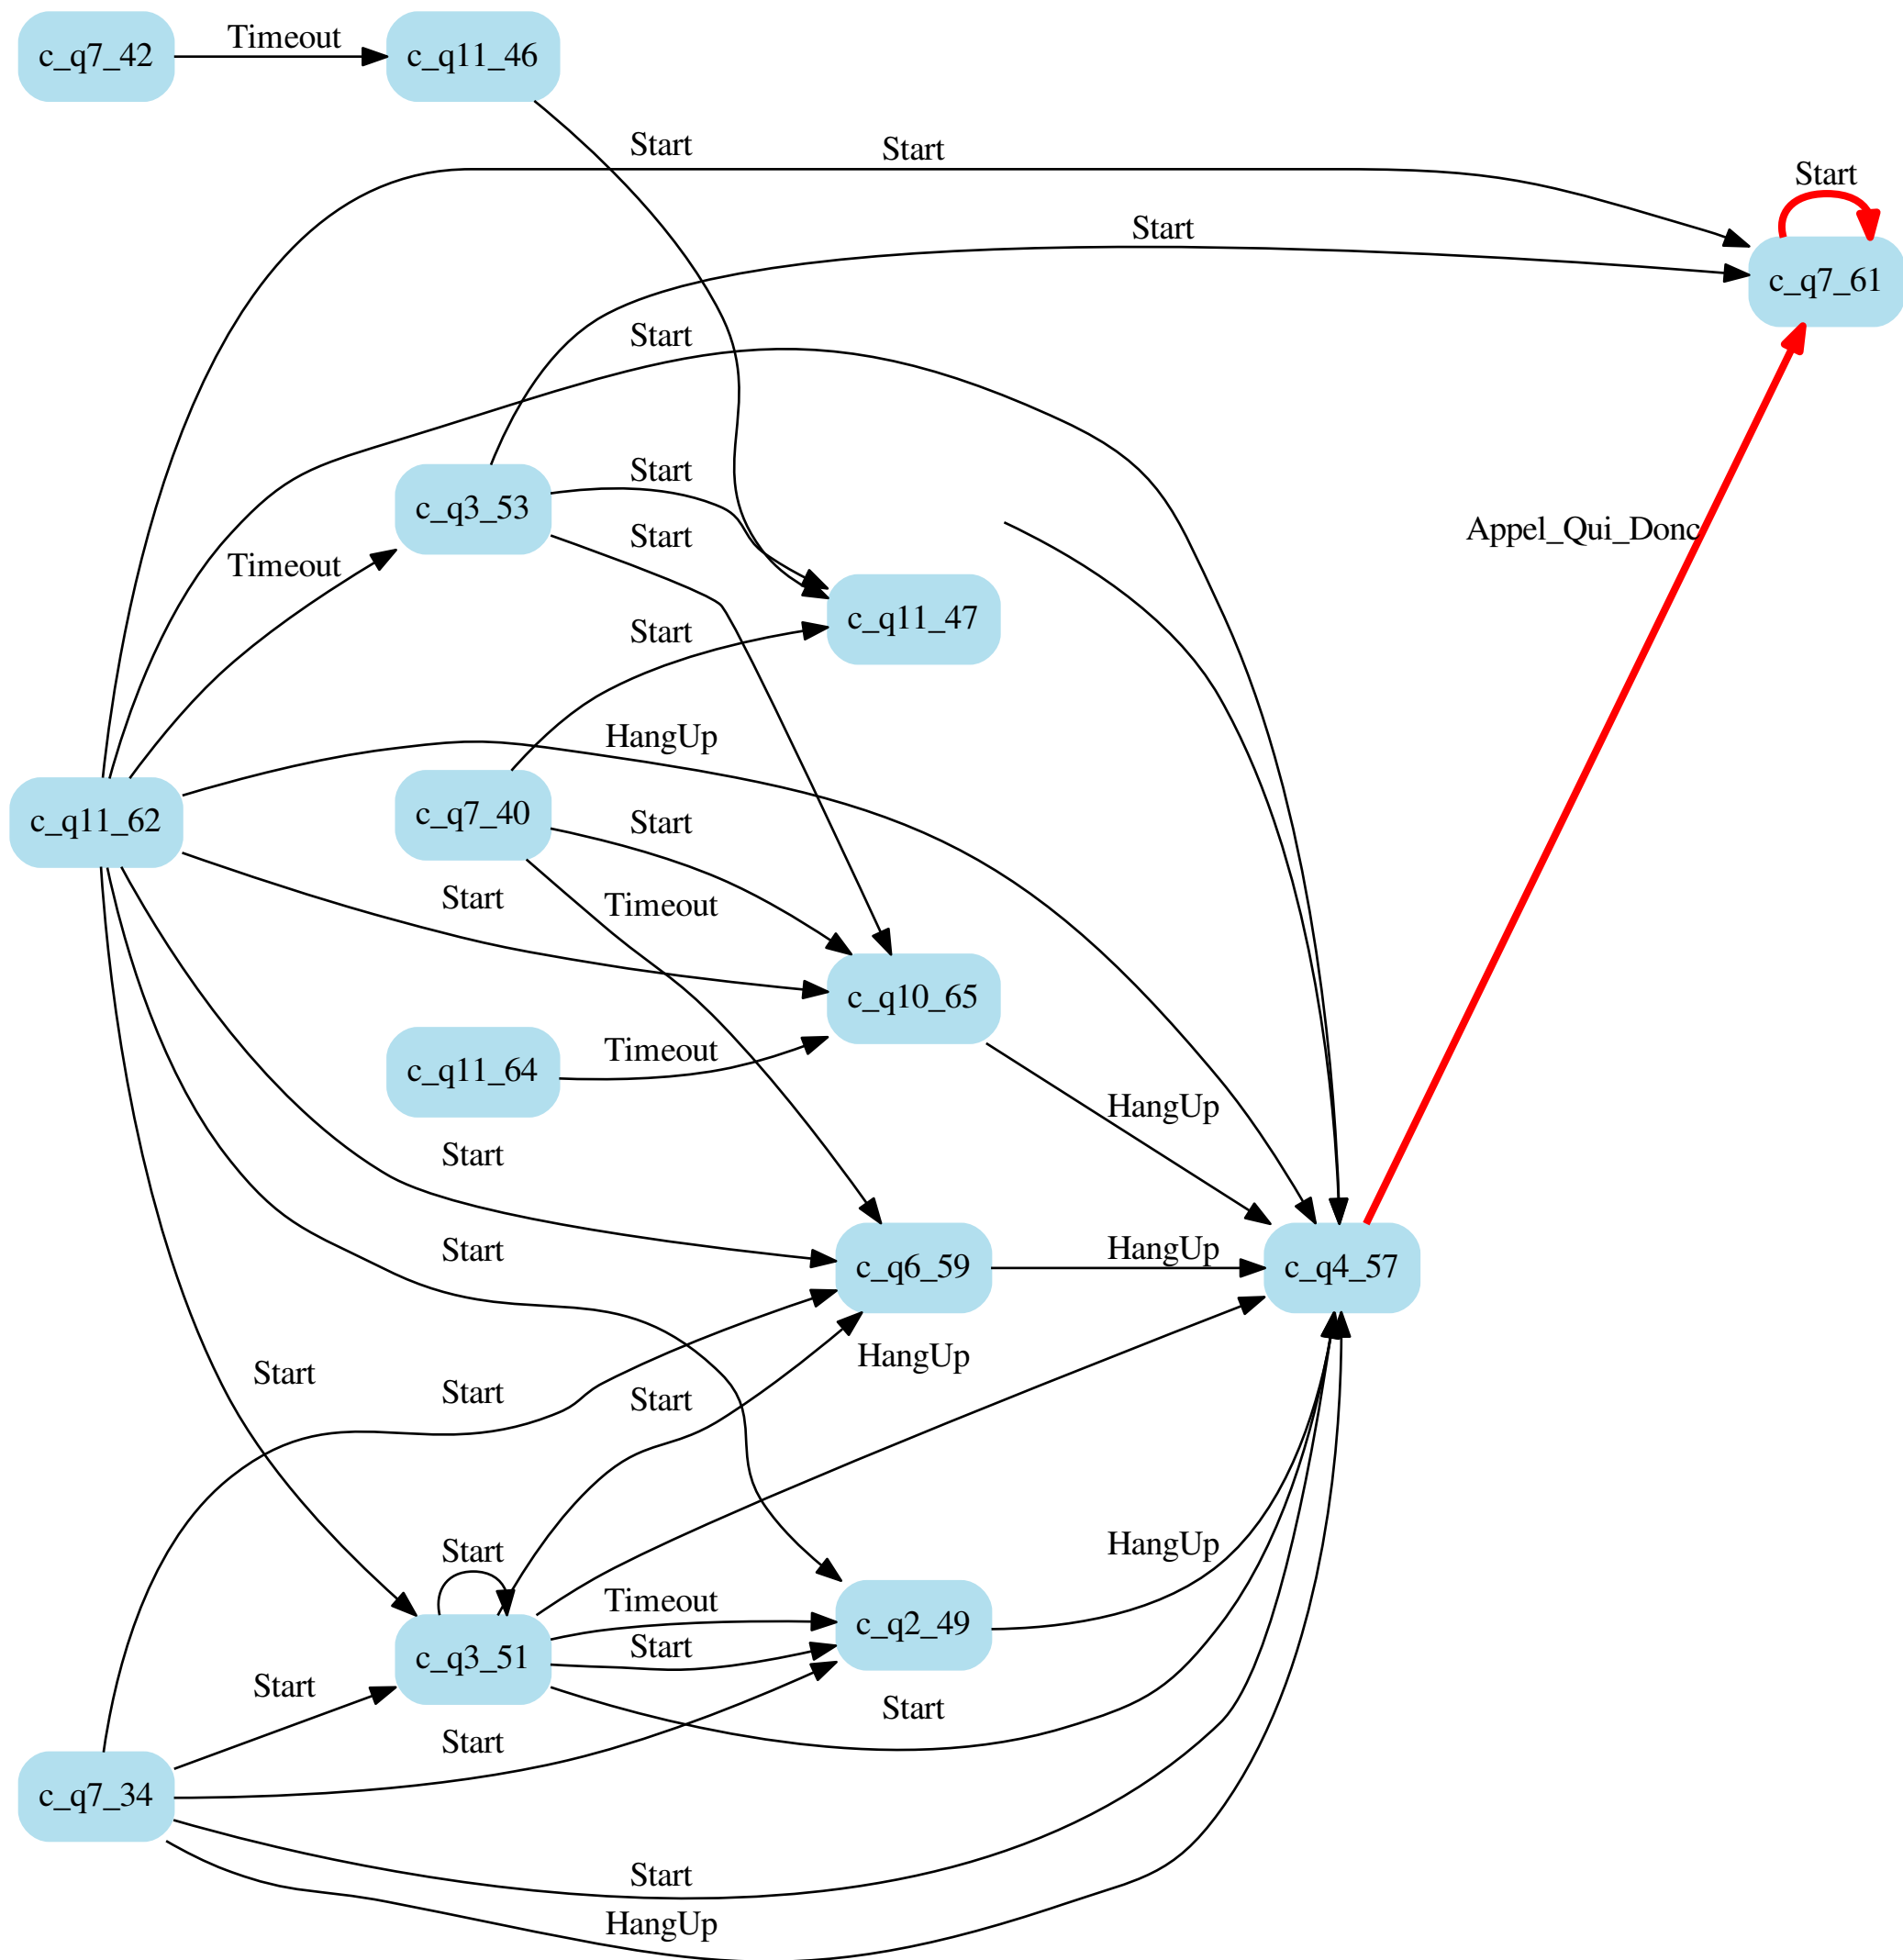 c_q7_42
Timeout
c_q11_46
Start
Start
Start
Start
c_q7_61
Start
Start
c_q3_53
Start
Appel_Qui_Donc
Timeout
c_q11_47
Start
HangUp
c_q11_62
c_q7_40
Start
Start
Timeout
c_q10_65
c_q11_64
Timeout
HangUp
Start
Start
c_q6_59
HangUp
c_q4_57
HangUp
Start
Start
Start
Start
HangUp
Timeout
c_q2_49
Start
c_q3_51
Start
Start
Start
c_q7_34
Start
HangUp